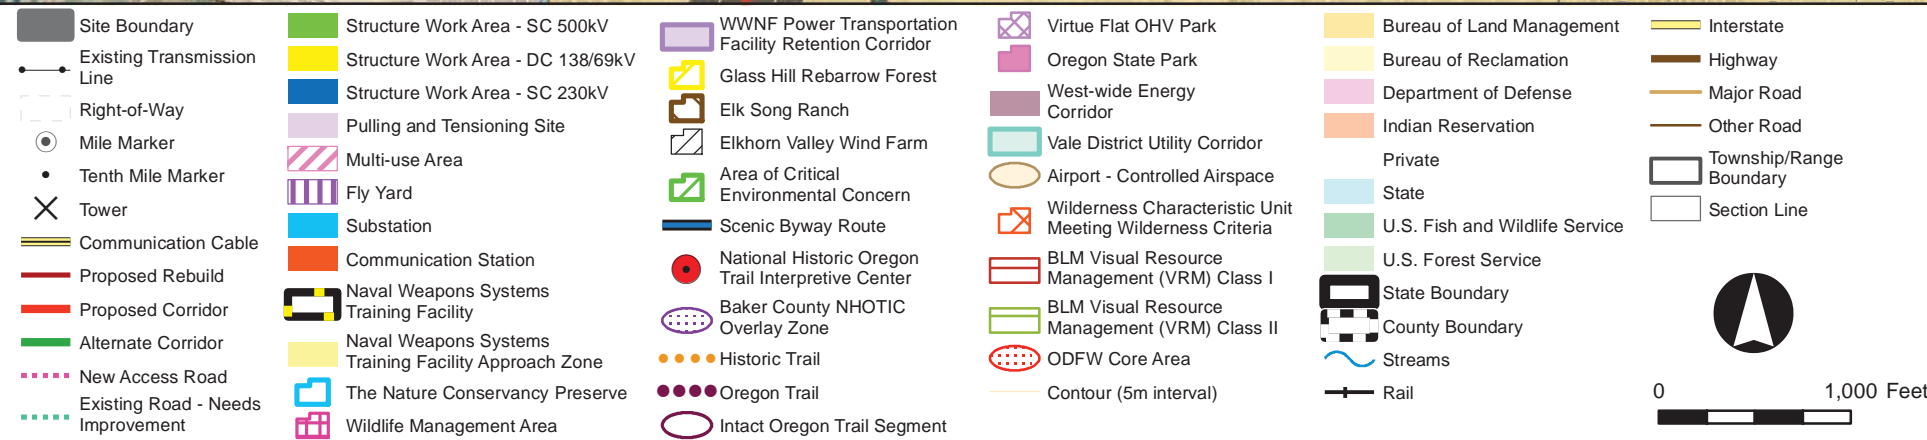 Site Boundary
Existing Transmission
Line
Right-of-Way
Mile Marker
Tenth Mile Marker
Tower
Communication Cable
Proposed Rebuild
Proposed Corridor
Alternate Corridor
New Access Road
Existing Road - Needs
Improvement
Structure Work Area - SC 500kV
Structure Work Area - DC 138/69kV
Structure Work Area - SC 230kV
Pulling and Tensioning Site
Multi-use Area
Fly Yard
Substation
Communication Station
Naval Weapons Systems
Training Facility
Naval Weapons Systems
Training Facility Approach Zone
The Nature Conservancy Preserve
Wildlife Management Area
WWNF Power Transportation
Facility Retention Corridor
Glass Hill Rebarrow Forest
Elk Song Ranch
Elkhorn Valley Wind Farm
Area of Critical
Environmental Concern
Scenic Byway Route
National Historic Oregon
Trail Interpretive Center
Baker County NHOTIC
Overlay Zone
Historic Trail
Oregon Trail
Intact Oregon Trail Segment
Virtue Flat OHV Park
Oregon State Park
West-wide Energy
Corridor
Vale District Utility Corridor
Airport - Controlled Airspace
Wilderness Characteristic Unit
Meeting Wilderness Criteria
BLM Visual Resource
Management (VRM) Class I
BLM Visual Resource
Management (VRM) Class II
ODFW Core Area
Contour (5m interval)
Bureau of Land Management
Bureau of Reclamation
Department of Defense
Indian Reservation
Private
State
U.S. Fish and Wildlife Service
U.S. Forest Service
State Boundary
County Boundary
Streams
Rail
Interstate
Highway
Major Road
Other Road
Township/Range
Boundary
Section Line
0 1,000 Feet